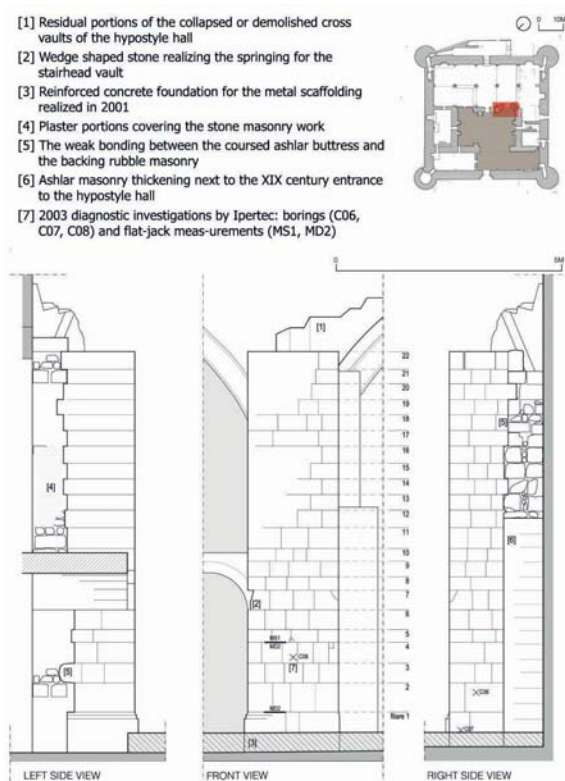 [1] Residual portions of the collapsed or demolished cross
vaults of the hypostyle hall
[2] Wedge shaped stone realizing the springing for the
stairhead vault
[3] Reinforced concrete foundation for the metal scaffolding
realized in 2001
[4] Plaster portions covering the stone masonry work
[5] The weak bonding between the coursed ashlar buttress and
the backing rubble masonry
[6] Ashlar masonry thickening next to the XIX century entrance
to the hypostyle hall
[7] 2003 diagnostic investigations by Ipertec: borings (C06,
C07, C08) and flat-jack meas-urements (MS1, MD2)
0 10M
0 5M
[1]
22
21
20
19
18
17
16
15
14
13
12
11
10
9
8
7
6
5
4
3
2
filare 1
[4]
[5]
[2]
MS1
MD2
C08
[7]
MD2
[3]
[5]
[6]
C06
C07
LEFT SIDE VIEW
FRONT VIEW
RIGHT SIDE VIEW